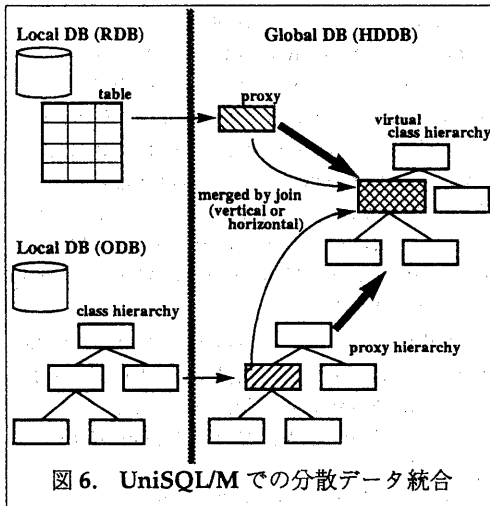 Local DB (RDB)
Global DB (HDDB)
table
proxy
virtual
class hierarchy
merged by join
(vertical or
horizontal)
Local DB (ODB)
class hierarchy
proxy hierarchy
図6. UniSQL/M での分散データ統合